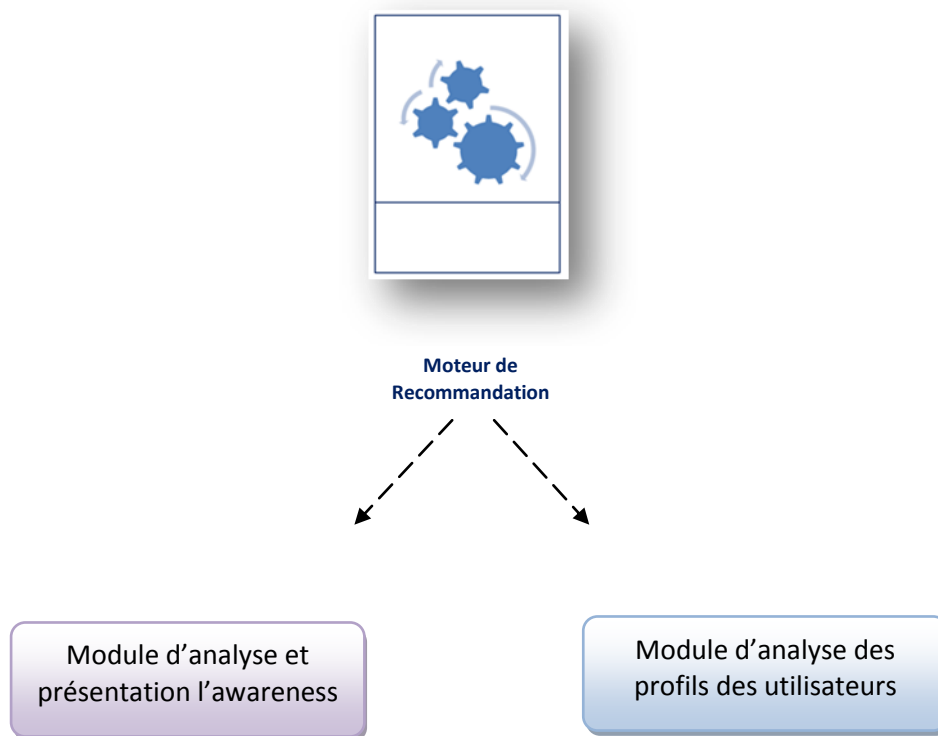 Moteur de
Recommandation
Module d’analyse et
présentation l’awareness
Module d’analyse des
profils des utilisateurs